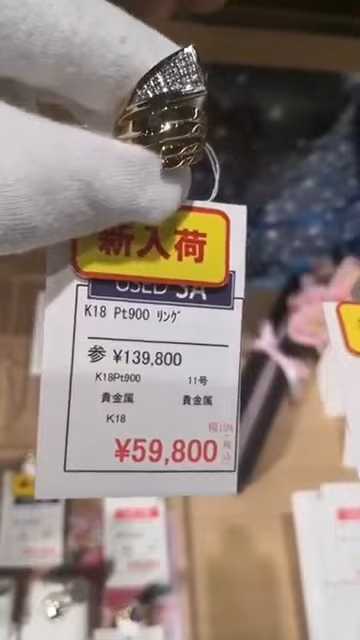 新入荷
USED SA
K18 Pt900 ﾘﾝｸﾞ
参 ¥139,800
K18Pt900 11号
貴金属 貴金属
K18
¥59,800 税10% 税込